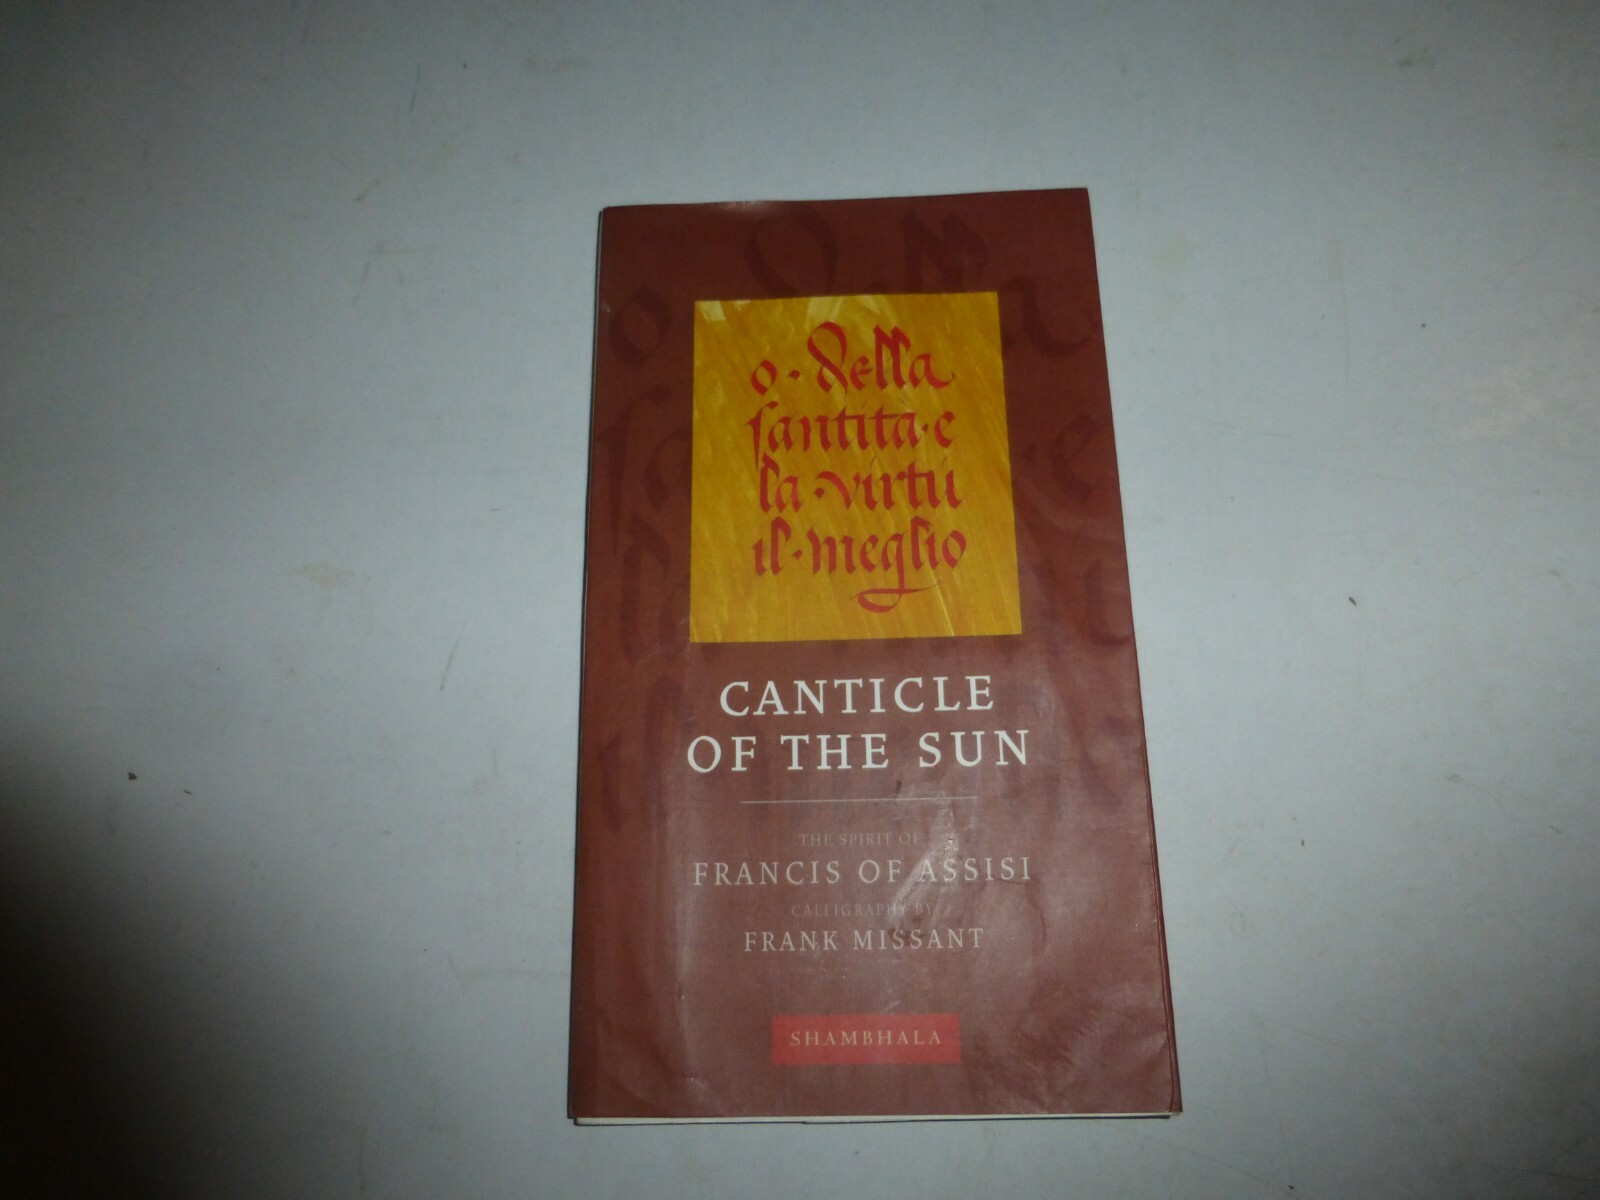 o · della
santita · e
la · virtú
il · meglio
CANTICLE
OF THE SUN
THE SPIRIT OF
FRANCIS OF ASSISI
CALLIGRAPHY BY
FRANK MISSANT
SHAMBHALA